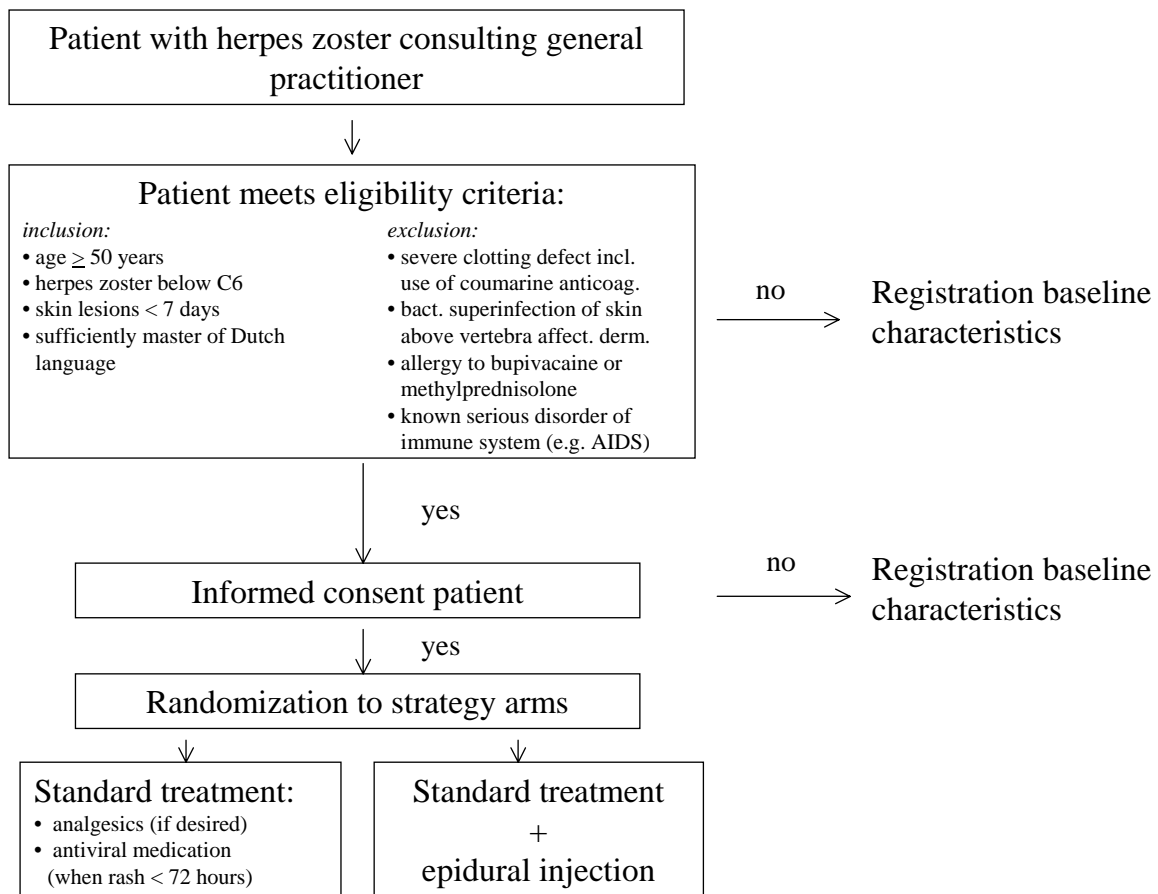 Patient with herpes zoster consulting general
practitioner
Patient meets eligibility criteria:
inclusion:
• age ≥ 50 years
• herpes zoster below C6
• skin lesions < 7 days
• sufficiently master of Dutch
language
exclusion:
• severe clotting defect incl.
use of coumarine anticoag.
• bact. superinfection of skin
above vertebra affect. derm.
• allergy to bupivacaine or
methylprednisolone
• known serious disorder of
immune system (e.g. AIDS)
no
Registration baseline
characteristics
yes
Informed consent patient
no
Registration baseline
characteristics
yes
Randomization to strategy arms
Standard treatment:
• analgesics (if desired)
• antiviral medication
(when rash < 72 hours)
Standard treatment
+
epidural injection